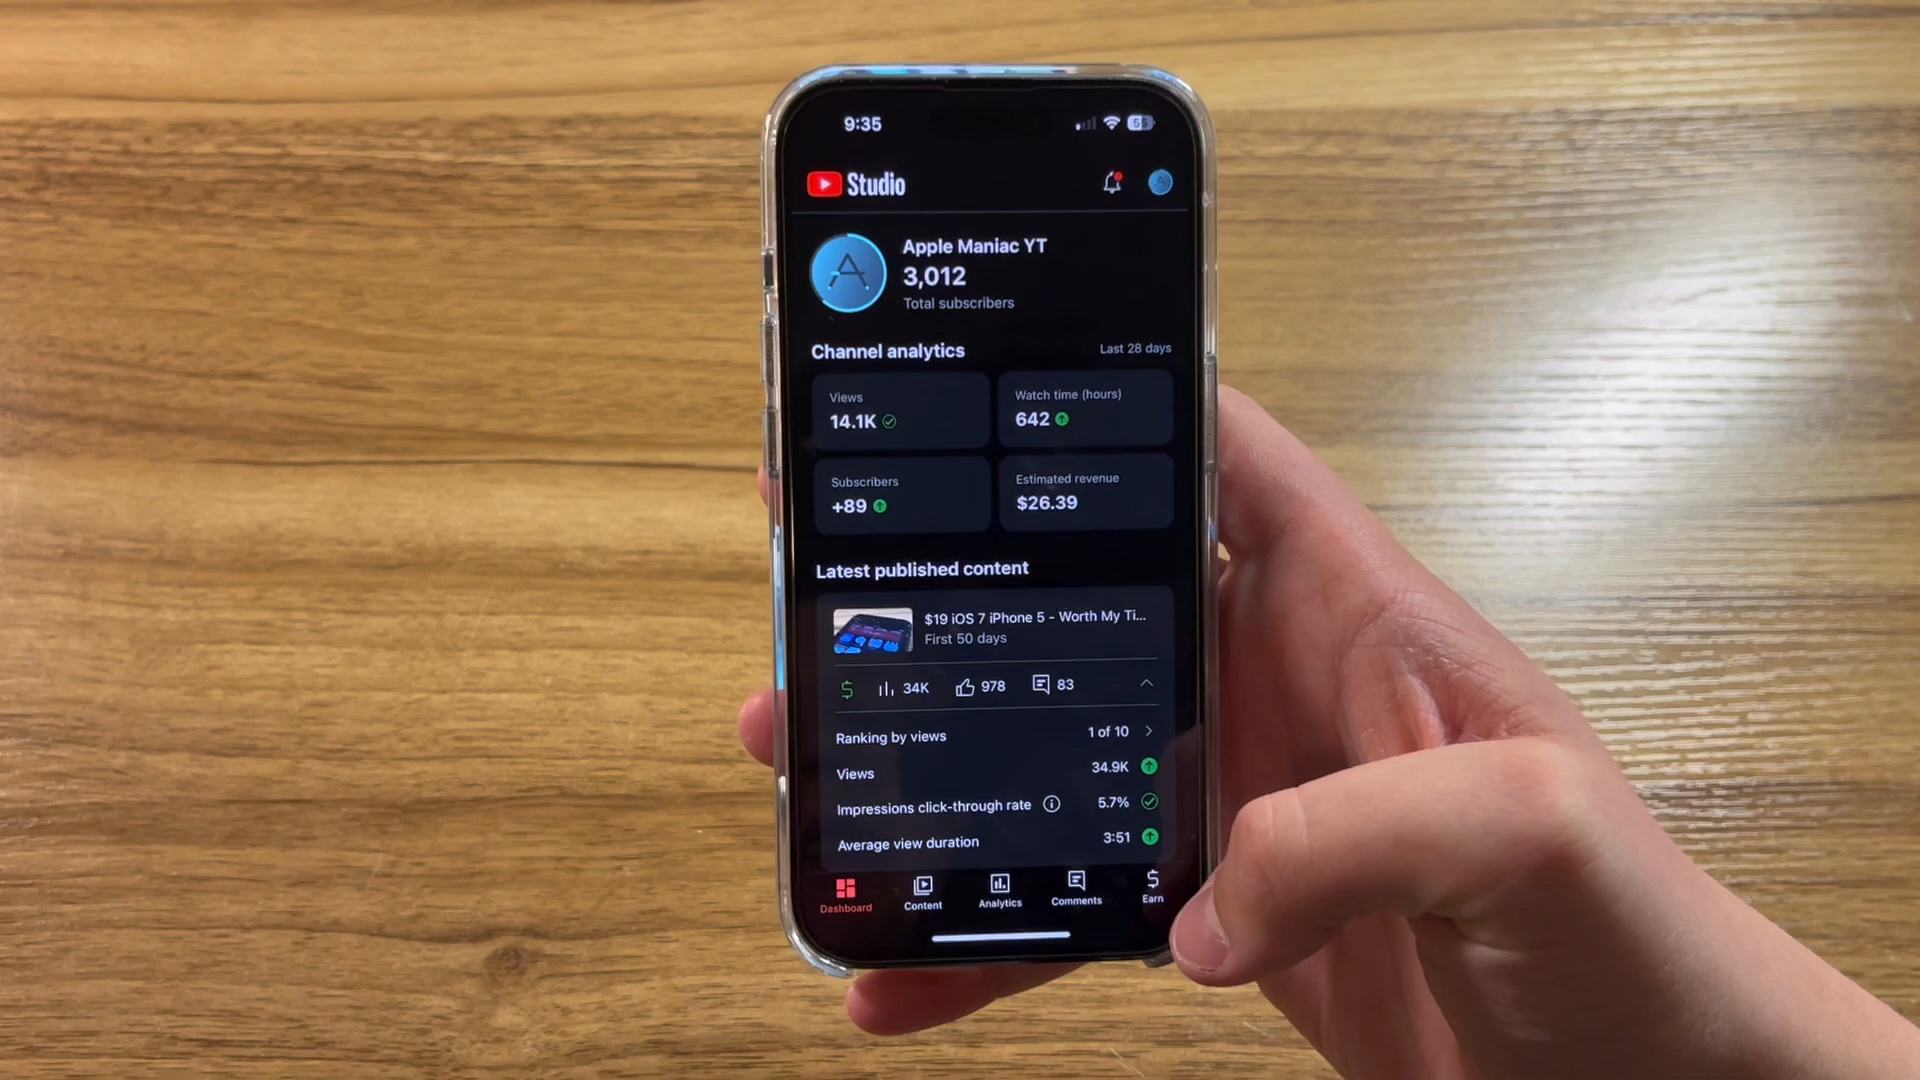 9:35
55
Studio
Apple Maniac YT
3,012
Total subscribers
Channel analytics
Last 28 days
Views
14.1K
Watch time (hours)
642
Subscribers
+89
Estimated revenue
$26.39
Latest published content
$19 iOS 7 iPhone 5 - Worth My Ti...
First 50 days
$ 34K 978 83
Ranking by views 1 of 10
Views 34.9K
Impressions click-through rate 5.7%
Average view duration 3:51
Dashboard Content Analytics Comments Earn